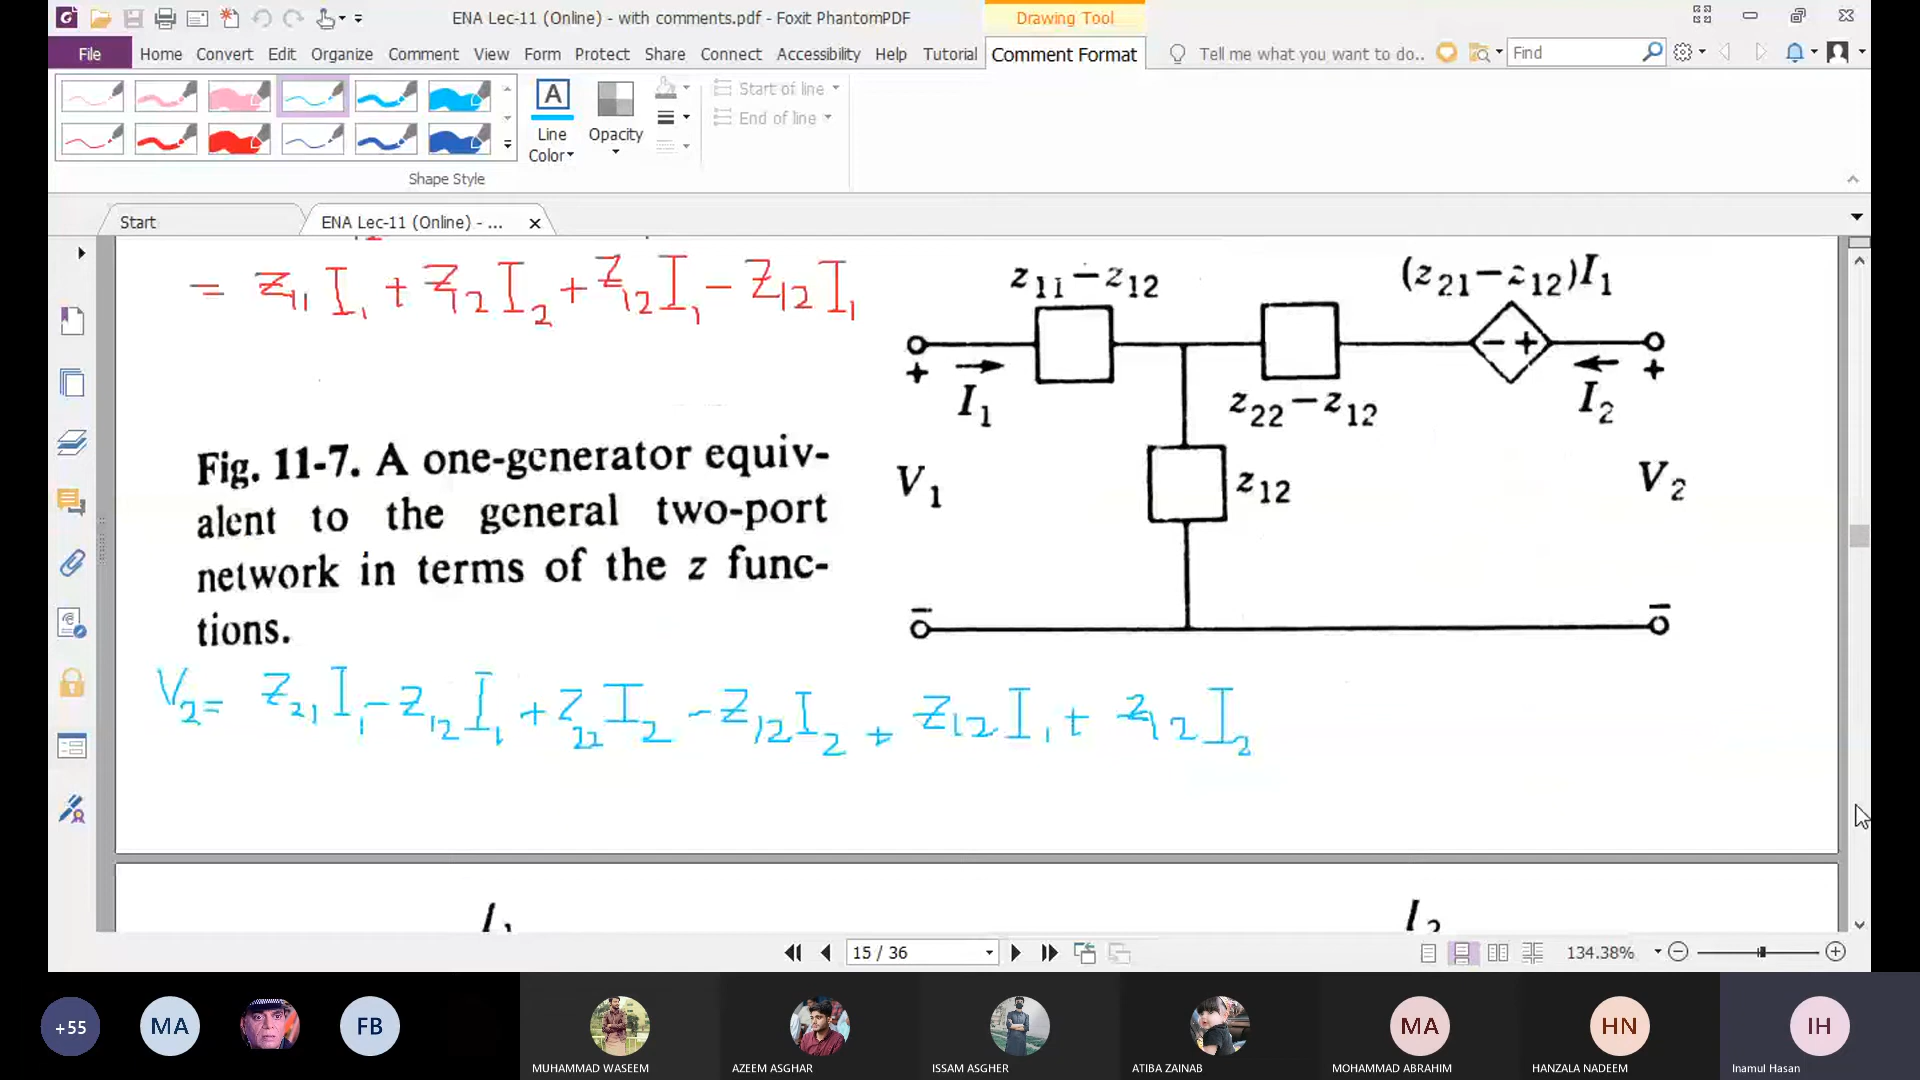 ENA Lec-11 (Online) - with comments.pdf - Foxit PhantomPDF
Drawing Tool
File Home Convert Edit Organize Comment View Form Protect Share Connect Accessibility Help Tutorial Comment Format Tell me what you want to do.. Find
A
Line Color
Opacity
Start of line
End of line
Shape Style
Start
ENA Lec-11 (Online) - ...
= Z11 I1 + Z12 I2 + Z12 I1 - Z12 I1
z11 − z12
(z21 − z12)I1
+ I1
z22 − z12
− +
I2 +
V1
z12
V2
−
−
Fig. 11-7. A one-generator equiv-
alent to the general two-port
network in terms of the z func-
tions.
V2 = Z21 I1 - Z12 I1 + Z22 I2 - Z12 I2 + Z12 I1 + Z12 I2
I1
I2
15 / 36
134.38%
+55
MA
FB
MUHAMMAD WASEEM
AZEEM ASGHAR
ISSAM ASGHER
ATIBA ZAINAB
MA
MOHAMMAD ABRAHIM
HN
HANZALA NADEEM
IH
Inamul Hasan